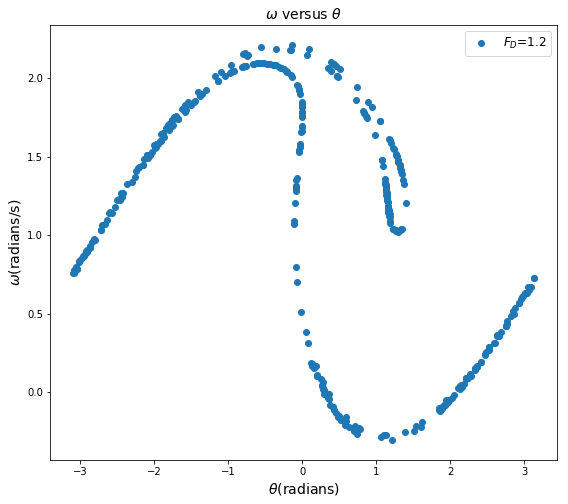 ω versus θ
F_D=1.2
ω(radians/s)
2.0
1.5
1.0
0.5
0.0
−3 −2 −1 0 1 2 3
θ(radians)